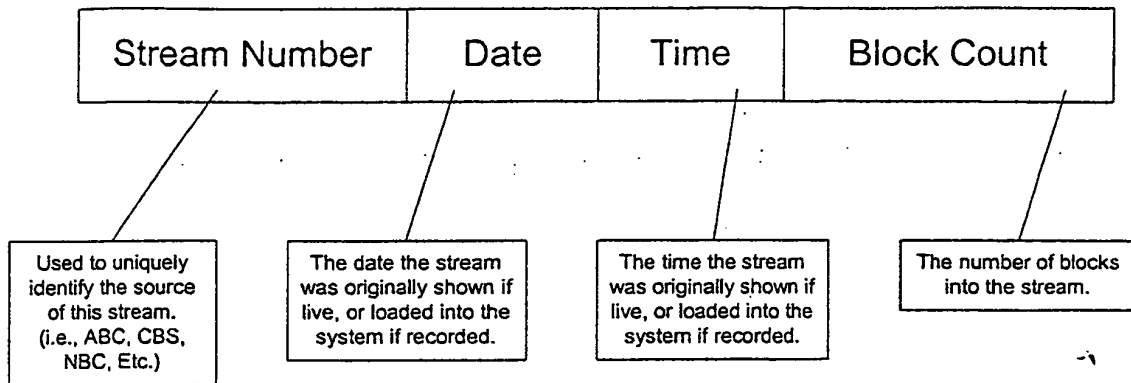 Stream Number Date Time Block Count
Used to uniquely
identify the source
of this stream.
(i.e., ABC, CBS,
NBC, Etc.)
The date the stream
was originally shown if
live, or loaded into the
system if recorded.
The time the stream
was originally shown if
live, or loaded into the
system if recorded.
The number of blocks
into the stream.